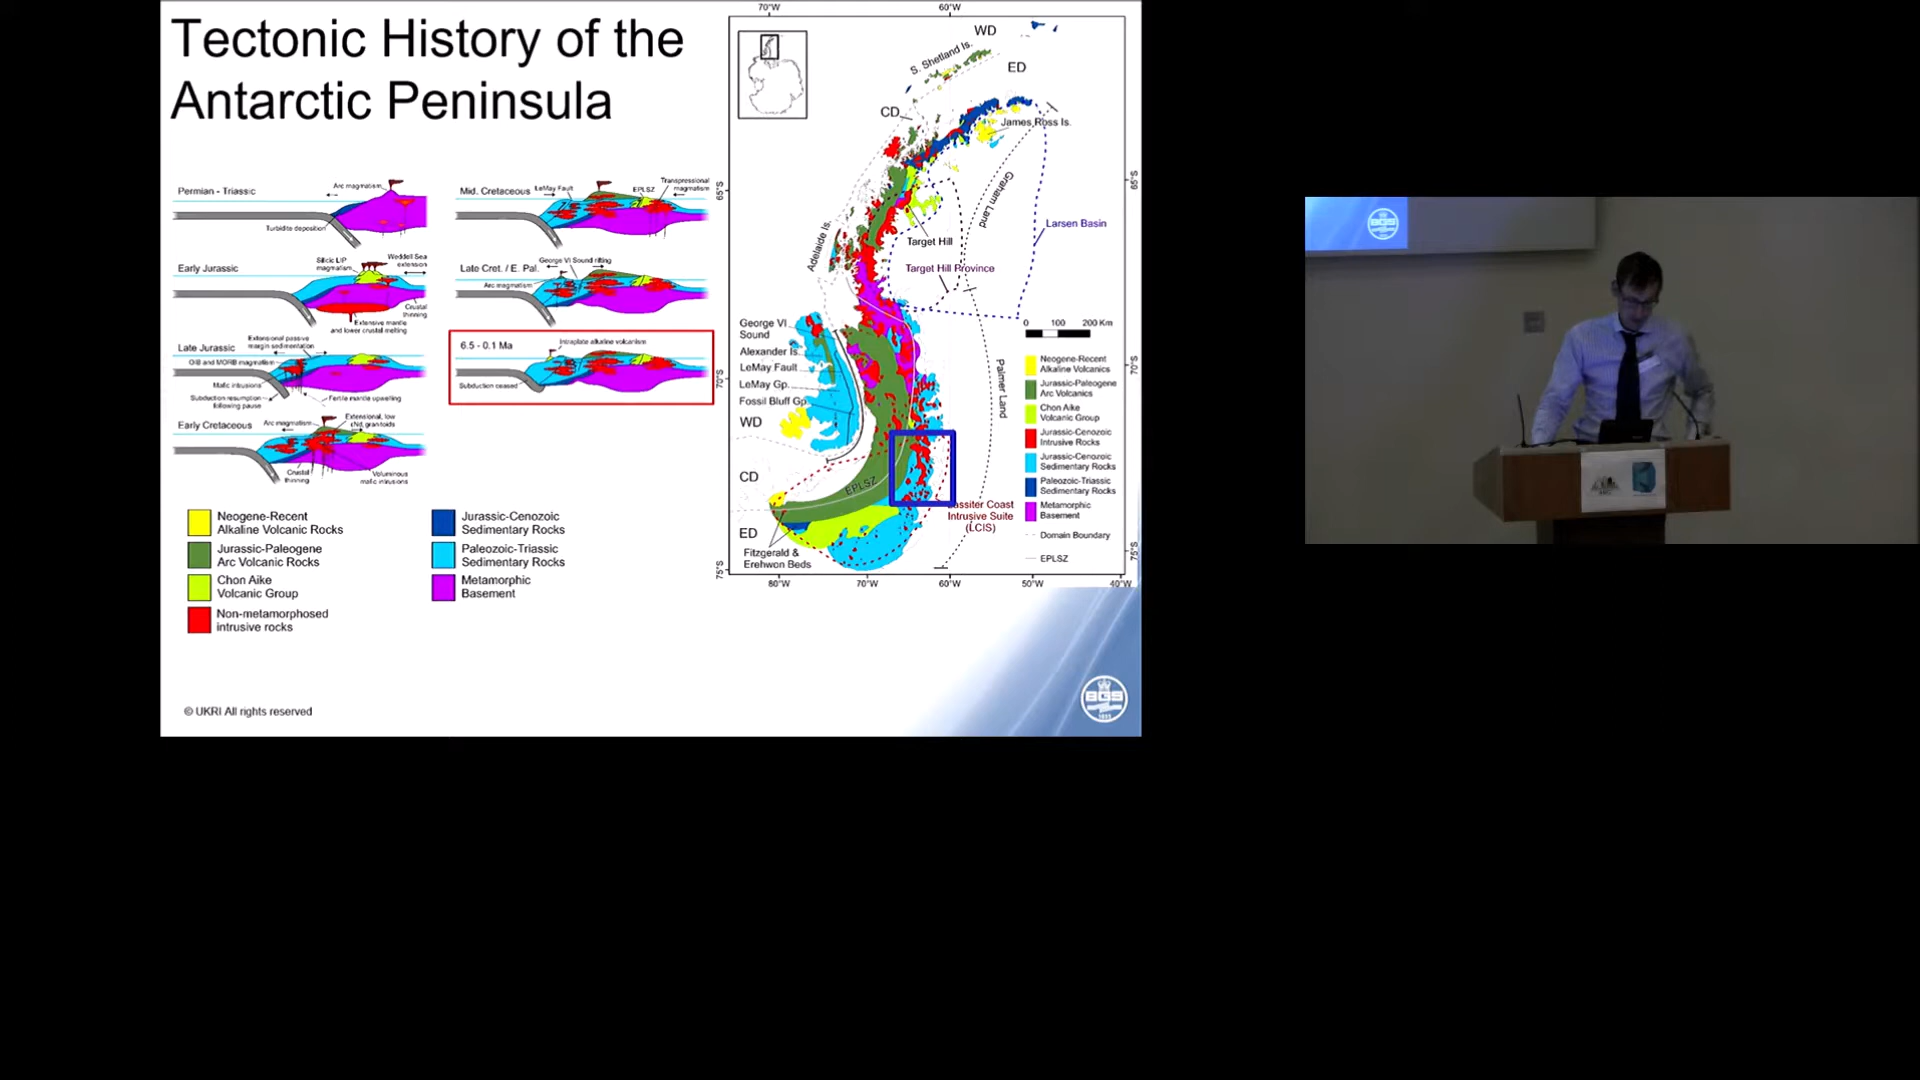 Tectonic History of the
Antarctic Peninsula
Permian - Triassic
Arc magmatism
Turbidite deposition
Early Jurassic
Silicic LIP
magmatism
Weddell Sea
extension
Crustal
thinning
Extensive mantle
and lower crustal melting
Late Jurassic
Extensional passive
margin sedimentation
OIB and MORB magmatism
Mafic intrusions
Subduction resumption
following pause
Fertile mantle upwelling
Early Cretaceous
Arc magmatism
Extensional, low
εNd, granitoids
Crustal
thinning
Voluminous
mafic intrusions
Mid. Cretaceous
LeMay Fault
EPLSZ
Transpressional
magmatism
Late Cret. / E. Pal.
George VI Sound rifting
Arc magmatism
6.5 - 0.1 Ma
Intraplate alkaline volcanism
Subduction ceased
Neogene-Recent
Alkaline Volcanic Rocks
Jurassic-Paleogene
Arc Volcanic Rocks
Chon Aike
Volcanic Group
Non-metamorphosed
intrusive rocks
Jurassic-Cenozoic
Sedimentary Rocks
Paleozoic-Triassic
Sedimentary Rocks
Metamorphic
Basement
© UKRI All rights reserved
70°W
60°W
WD
S. Shetland Is.
ED
CD
James Ross Is.
65°S
65°S
Graham Land
Larsen Basin
Adelaide Is.
Target Hill
Target Hill Province
George VI
Sound
Alexander Is.
LeMay Fault
LeMay Gp.
Fossil Bluff Gp.
70°S
70°S
Palmer Land
WD
CD
EPLSZ
ED
Fitzgerald &
Erehwon Beds
Lassiter Coast
Intrusive Suite
(LCIS)
0 100 200 Km
Neogene-Recent
Alkaline Volcanics
Jurassic-Paleogene
Arc Volcanics
Chon Aike
Volcanic Group
Jurassic-Cenozoic
Intrusive Rocks
Jurassic-Cenozoic
Sedimentary Rocks
Paleozoic-Triassic
Sedimentary Rocks
Metamorphic
Basement
Domain Boundary
EPLSZ
75°S
75°S
80°W
70°W
60°W
50°W
40°W
BGS
BGS